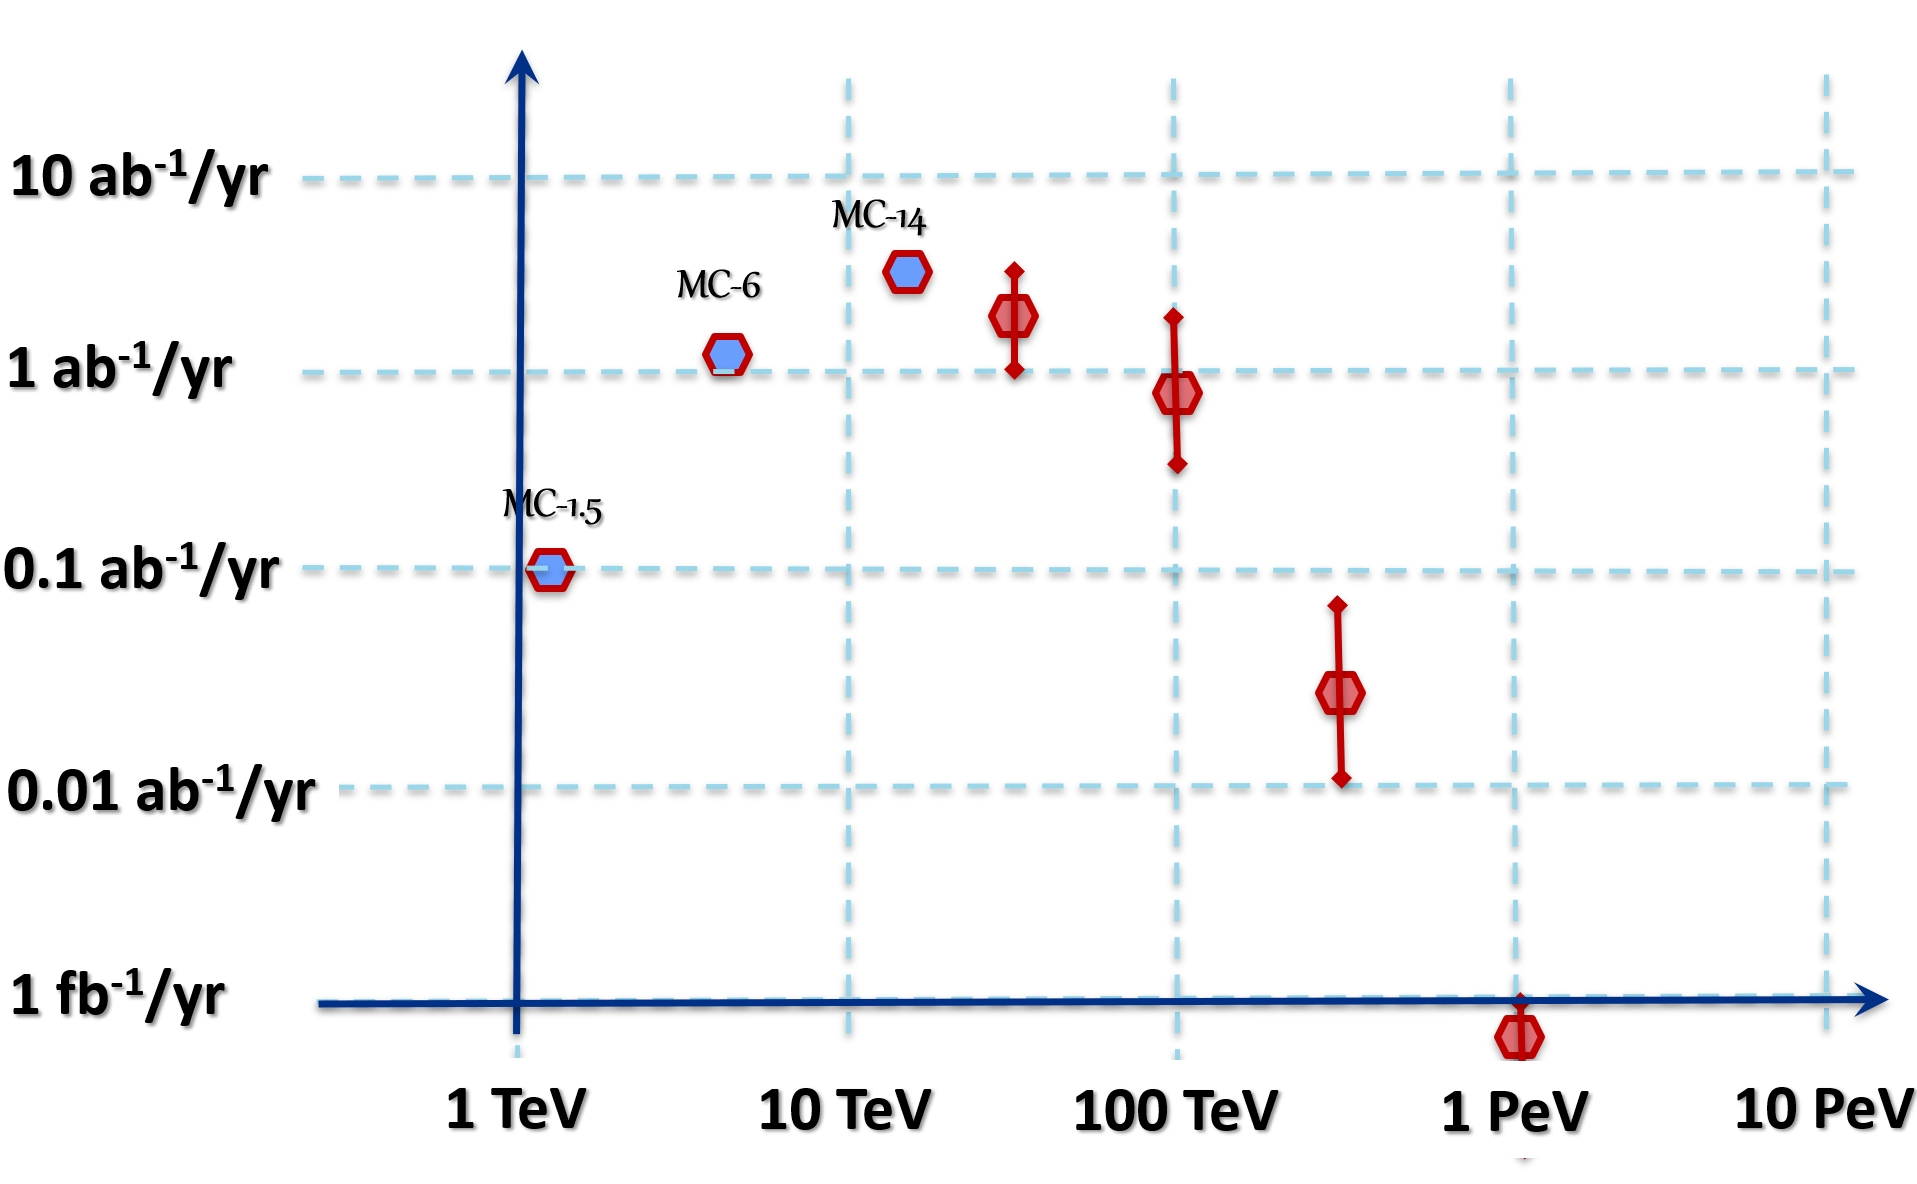 10 ab-1/yr
MC-14
MC-6
1 ab-1/yr
MC-1.5
0.1 ab-1/yr
0.01 ab-1/yr
1 fb-1/yr
1 TeV
10 TeV
100 TeV
1 PeV
10 PeV